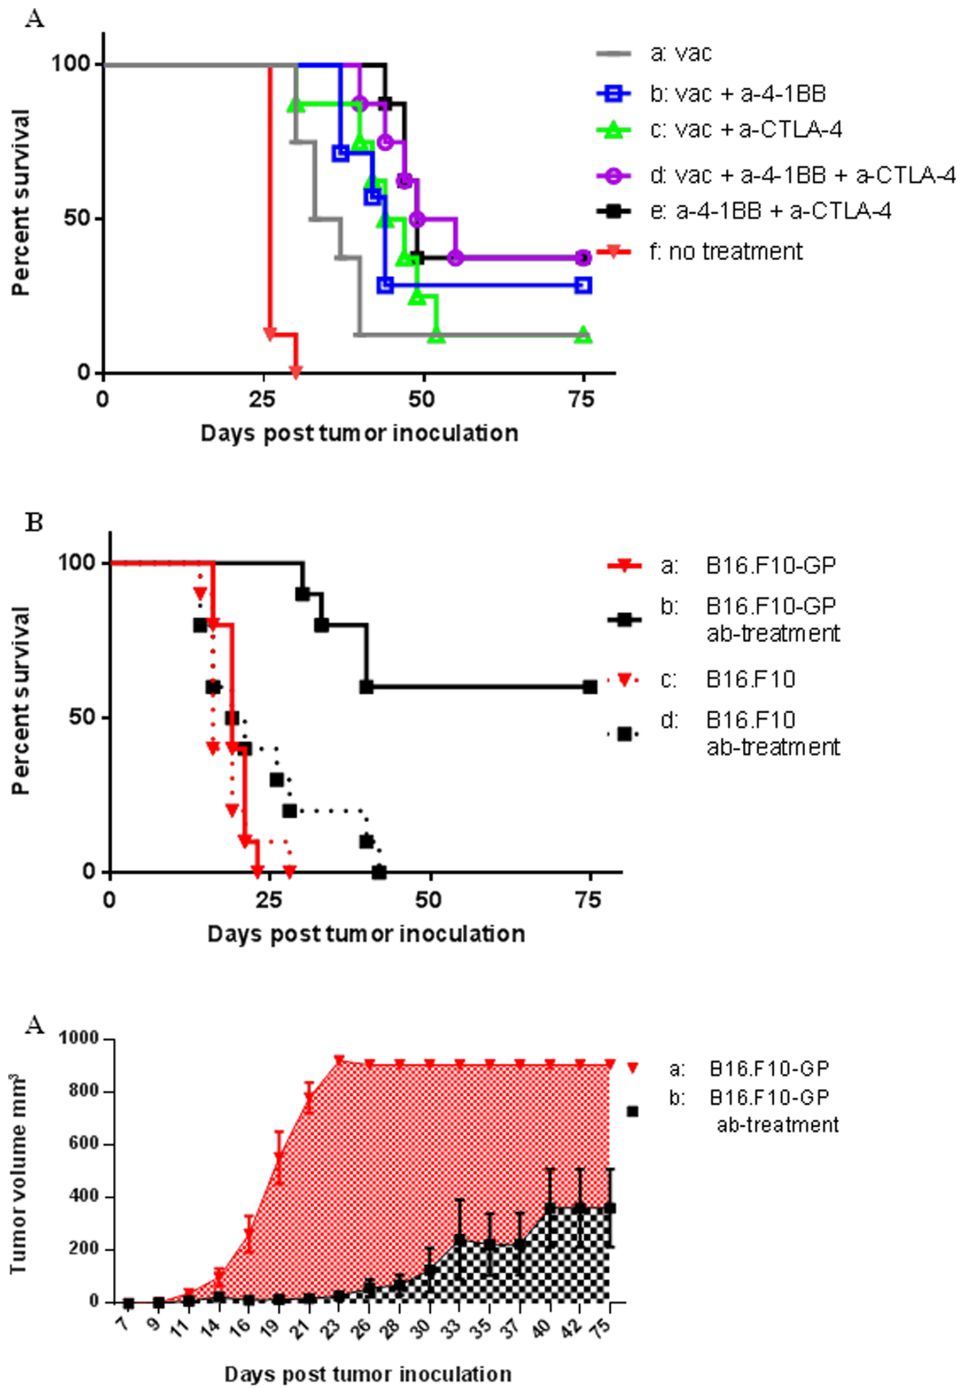 A
Percent survival
100
50
0
0 25 50 75
Days post tumor inoculation
a: vac
b: vac + a-4-1BB
c: vac + a-CTLA-4
d: vac + a-4-1BB + a-CTLA-4
e: a-4-1BB + a-CTLA-4
f: no treatment
B
Percent survival
100
50
0
0 25 50 75
Days post tumor inoculation
a: B16.F10-GP
b: B16.F10-GP
ab-treatment
c: B16.F10
d: B16.F10
ab-treatment
A
Tumor volume mm³
1000
800
600
400
200
0
7 9 11 14 16 19 21 23 26 28 30 33 35 37 40 42 75
Days post tumor inoculation
a: B16.F10-GP
b: B16.F10-GP
ab-treatment